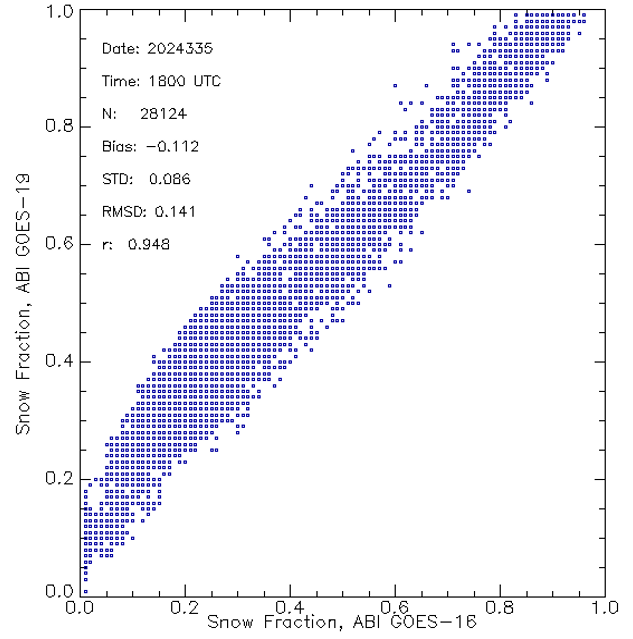 1.0
Date: 2024335
Time: 1800 UTC
N: 28124
0.8
Bias: -0.112
STD: 0.086
RMSD: 0.141
r: 0.948
0.6
Snow Fraction, ABI GOES-19
0.4
0.2
0.0
0.0 0.2 0.4 0.6 0.8 1.0
Snow Fraction, ABI GOES-16